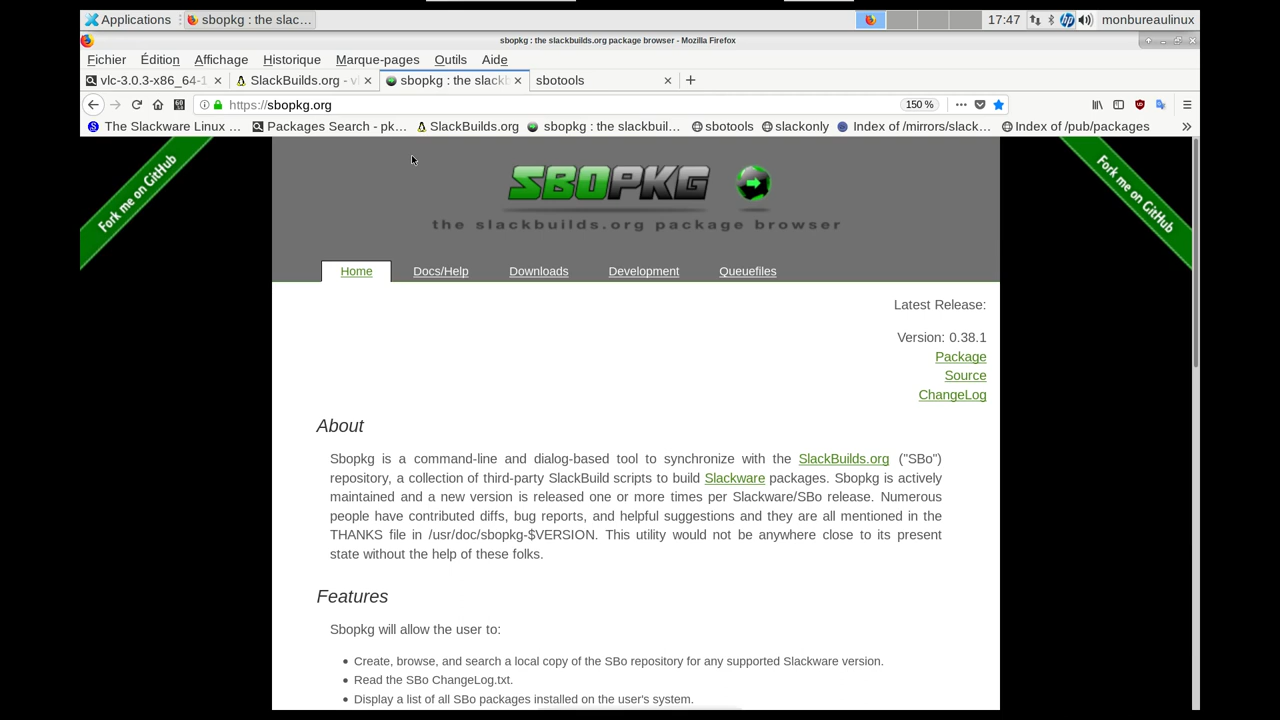 Applications
sbopkg : the slac…
17:47
monbureaulinux
sbopkg : the slackbuilds.org package browser - Mozilla Firefox
Fichier Édition Affichage Historique Marque-pages Outils Aide
vlc-3.0.3-x86_64-1
SlackBuilds.org - vl
sbopkg : the slackb
sbotools
https://sbopkg.org
150 %
The Slackware Linux … Packages Search - pk… SlackBuilds.org sbopkg : the slackbuil… sbotools slackonly Index of /mirrors/slack… Index of /pub/packages
Fork me on GitHub
Fork me on GitHub
SBOPKG
the slackbuilds.org package browser
Home Docs/Help Downloads Development Queuefiles
Latest Release:
Version: 0.38.1
Package
Source
ChangeLog
About
Sbopkg is a command-line and dialog-based tool to synchronize with the SlackBuilds.org ("SBo")
repository, a collection of third-party SlackBuild scripts to build Slackware packages. Sbopkg is actively
maintained and a new version is released one or more times per Slackware/SBo release. Numerous
people have contributed diffs, bug reports, and helpful suggestions and they are all mentioned in the
THANKS file in /usr/doc/sbopkg-$VERSION. This utility would not be anywhere close to its present
state without the help of these folks.
Features
Sbopkg will allow the user to:
Create, browse, and search a local copy of the SBo repository for any supported Slackware version.
Read the SBo ChangeLog.txt.
Display a list of all SBo packages installed on the user's system.